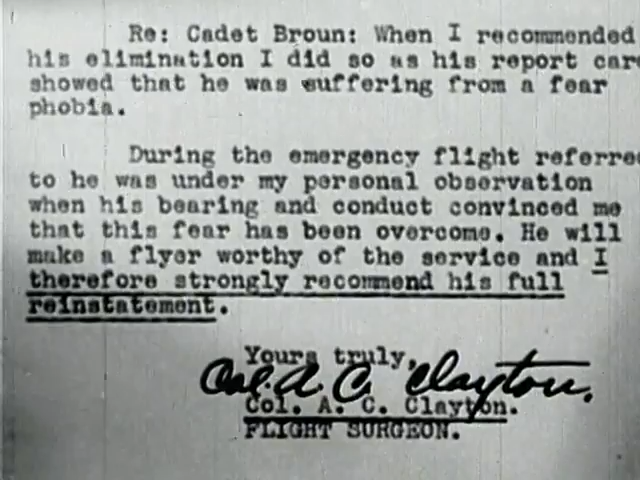 Re: Cadet Broun: When I recommended
his elimination I did so as his report car
showed that he was suffering from a fear
phobia.
During the emergency flight referre
to he was under my personal observation
when his bearing and conduct convinced me
that this fear has been overcome. He will
make a flyer worthy of the service and I
therefore strongly recommend his full
reinstatement.
Yours truly,
Col. A. C. Clayton.
Col. A. C. Clayton.
FLIGHT SURGEON.